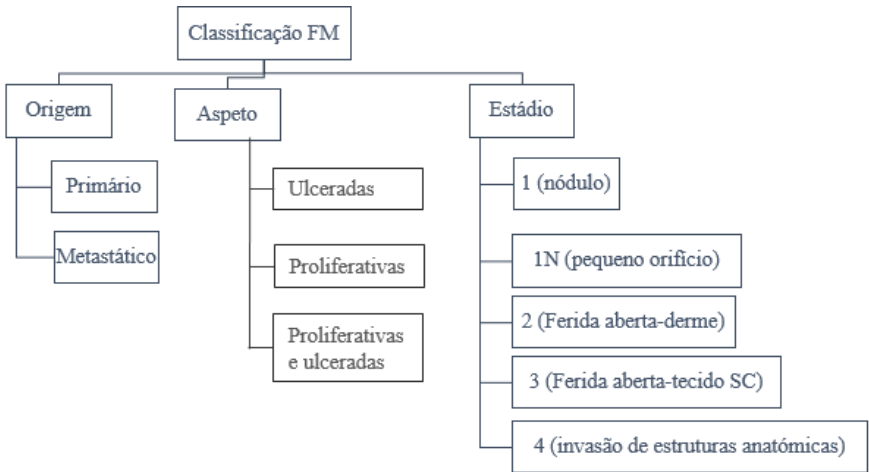 Classificação FM
Origem
Aspeto
Estádio
Primário
Metastático
Ulceradas
Proliferativas
Proliferativas
e ulceradas
1 (nódulo)
1N (pequeno orifício)
2 (Ferida aberta-derme)
3 (Ferida aberta-tecido SC)
4 (invasão de estruturas anatómicas)